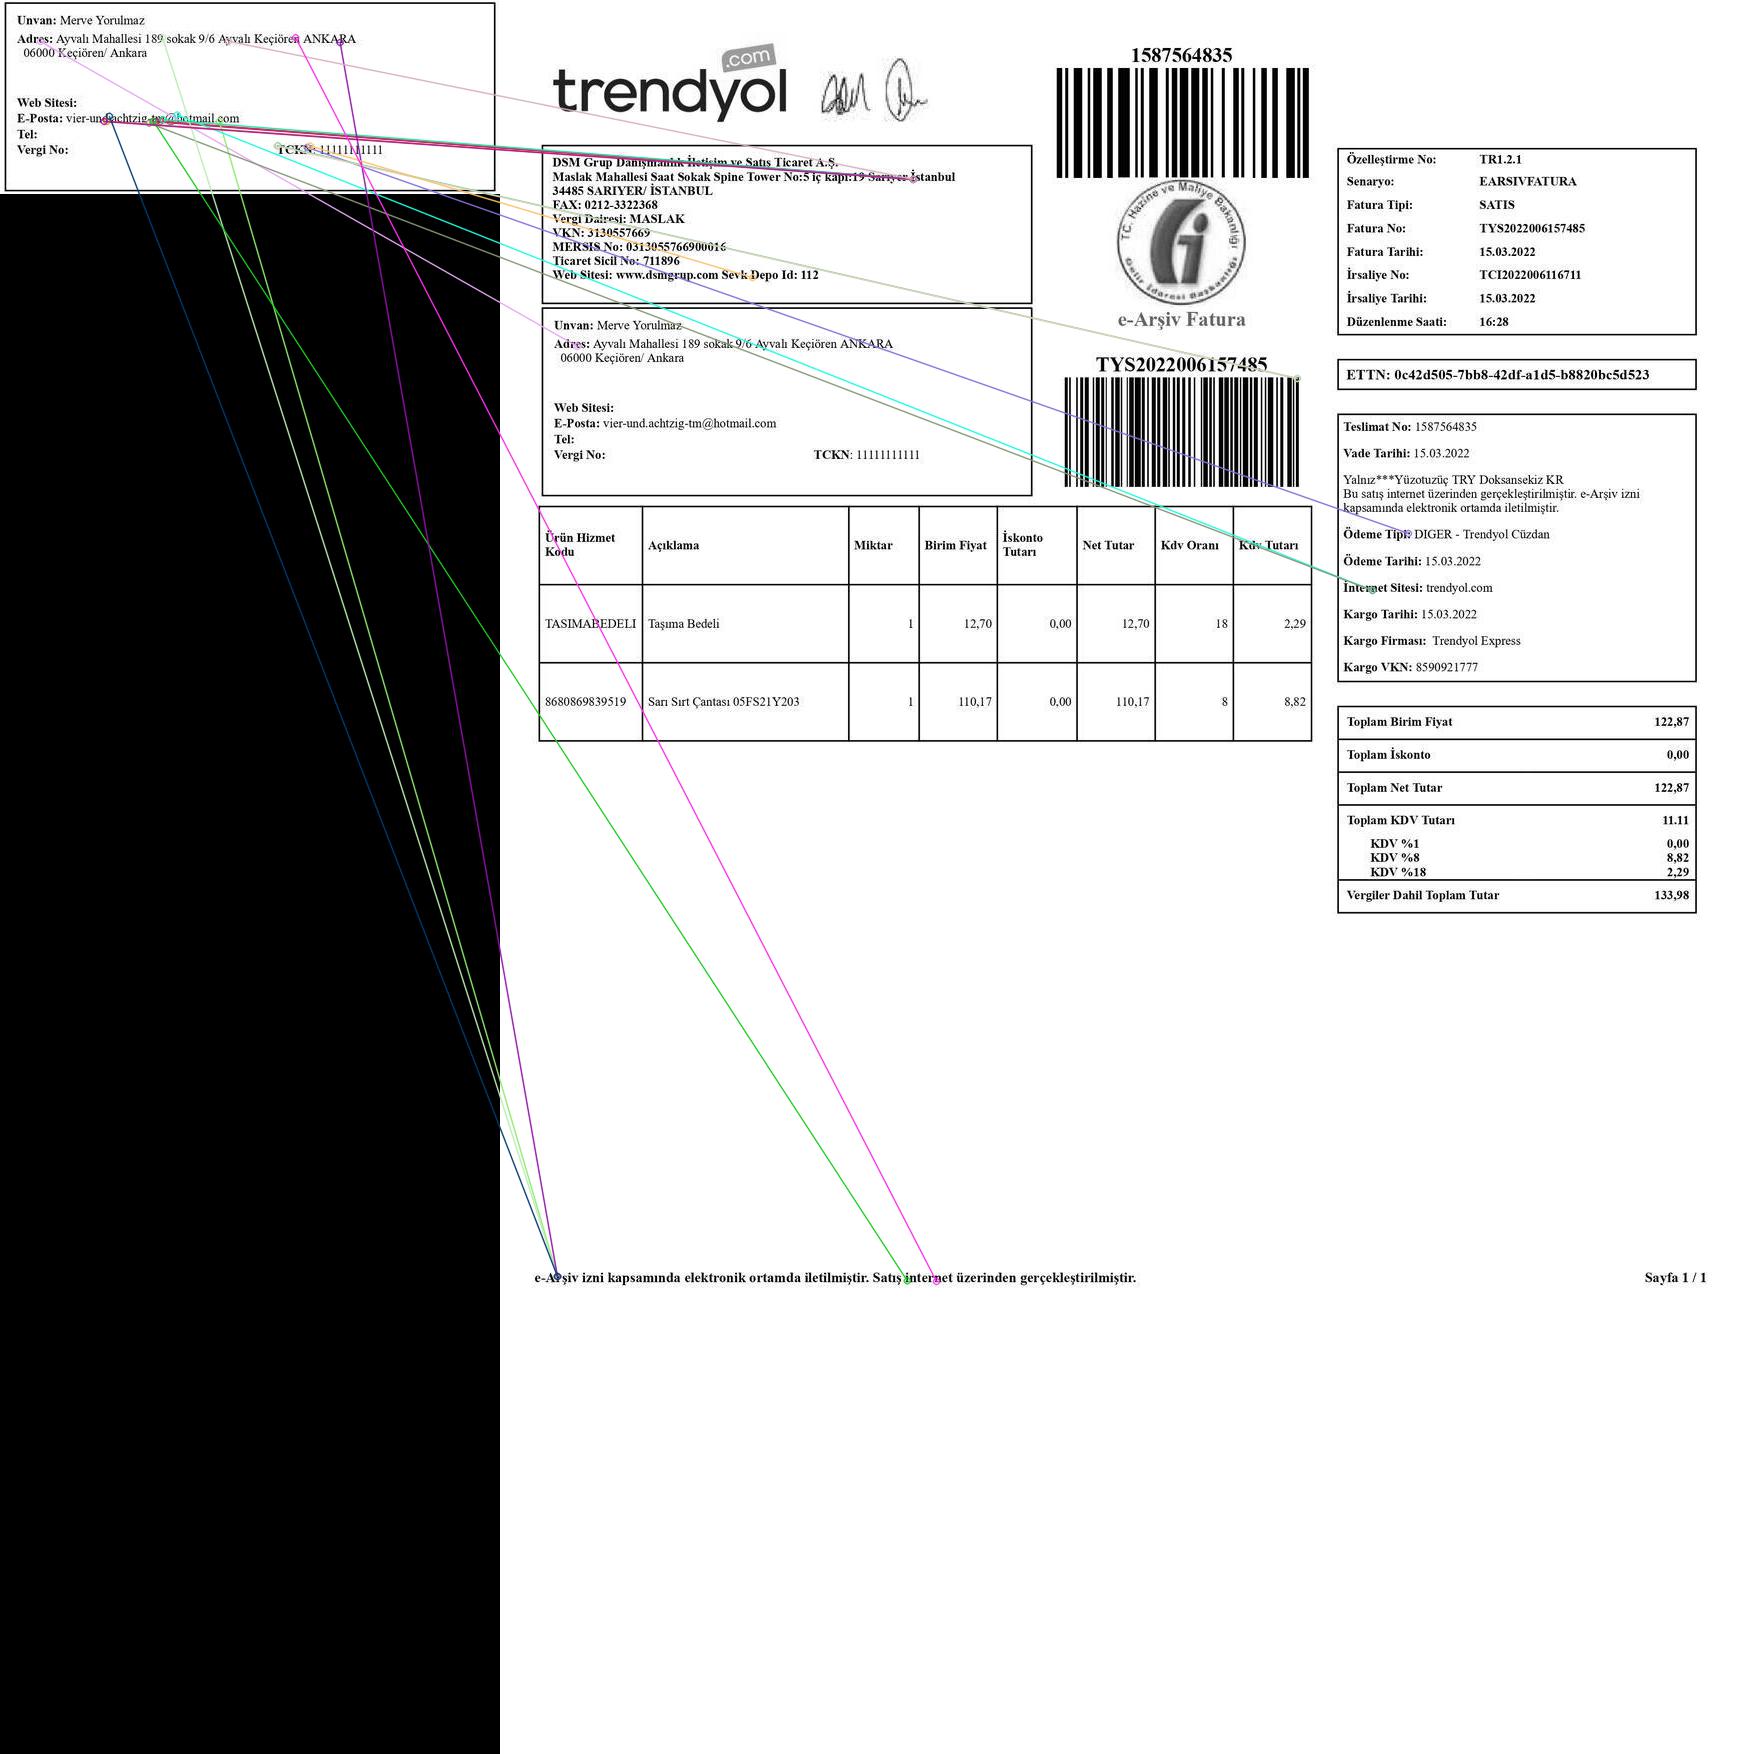 Unvan: Merve Yorulmaz
Adres: Ayvalı Mahallesi 189 sokak 9/6 Ayvalı Keçiören ANKARA
06000 Keçiören/ Ankara
Web Sitesi:
E-Posta: vier-und.achtzig-tm@hotmail.com
Tel:
Vergi No:
TCKN: 11111111111
trendyol
.com
DSM Grup Danışmanlık İletişim ve Satıs Ticaret A.Ş.
Maslak Mahallesi Saat Sokak Spine Tower No:5 iç kapı:19 Sarıyer İstanbul
34485 SARIYER/ İSTANBUL
FAX: 0212-3322368
Vergi Dairesi: MASLAK
VKN: 3130557669
MERSIS No: 0313055766900016
Ticaret Sicil No: 711896
Web Sitesi: www.dsmgrup.com Sevk Depo Id: 112
Unvan: Merve Yorulmaz
Adres: Ayvalı Mahallesi 189 sokak 9/6 Ayvalı Keçiören ANKARA
06000 Keçiören/ Ankara
Web Sitesi:
E-Posta: vier-und.achtzig-tm@hotmail.com
Tel:
Vergi No:
TCKN: 11111111111
1587564835
T.C. Hazine ve Maliye Bakanlığı
Gelir İdaresi Başkanlığı
e-Arşiv Fatura
TYS2022006157485
Özelleştirme No: TR1.2.1
Senaryo: EARSIVFATURA
Fatura Tipi: SATIS
Fatura No: TYS2022006157485
Fatura Tarihi: 15.03.2022
İrsaliye No: TCI2022006116711
İrsaliye Tarihi: 15.03.2022
Düzenlenme Saati: 16:28
ETTN: 0c42d505-7bb8-42df-a1d5-b8820bc5d523
Teslimat No: 1587564835
Vade Tarihi: 15.03.2022
Yalnız***Yüzotuzüç TRY Doksansekiz KR
Bu satış internet üzerinden gerçekleştirilmiştir. e-Arşiv izni
kapsamında elektronik ortamda iletilmiştir.
Ödeme Tipi: DIGER - Trendyol Cüzdan
Ödeme Tarihi: 15.03.2022
İnternet Sitesi: trendyol.com
Kargo Tarihi: 15.03.2022
Kargo Firması: Trendyol Express
Kargo VKN: 8590921777
Ürün Hizmet Kodu Açıklama Miktar Birim Fiyat İskonto Tutarı Net Tutar Kdv Oranı Kdv Tutarı
TASIMABEDELI Taşıma Bedeli 1 12,70 0,00 12,70 18 2,29
8680869839519 Sarı Sırt Çantası 05FS21Y203 1 110,17 0,00 110,17 8 8,82
Toplam Birim Fiyat 122,87
Toplam İskonto 0,00
Toplam Net Tutar 122,87
Toplam KDV Tutarı 11.11
KDV %1 0,00
KDV %8 8,82
KDV %18 2,29
Vergiler Dahil Toplam Tutar 133,98
e-Arşiv izni kapsamında elektronik ortamda iletilmiştir. Satış internet üzerinden gerçekleştirilmiştir.
Sayfa 1 / 1